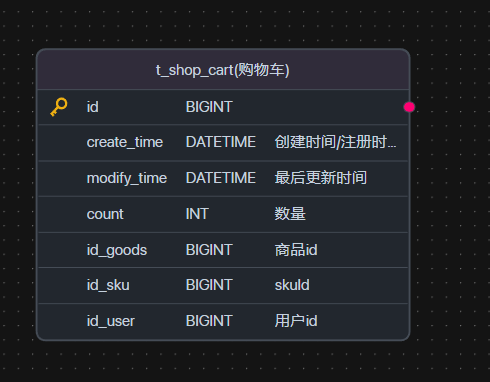 t_shop_cart(购物车)
id BIGINT
create_time DATETIME 创建时间/注册时...
modify_time DATETIME 最后更新时间
count INT 数量
id_goods BIGINT 商品id
id_sku BIGINT skuId
id_user BIGINT 用户id